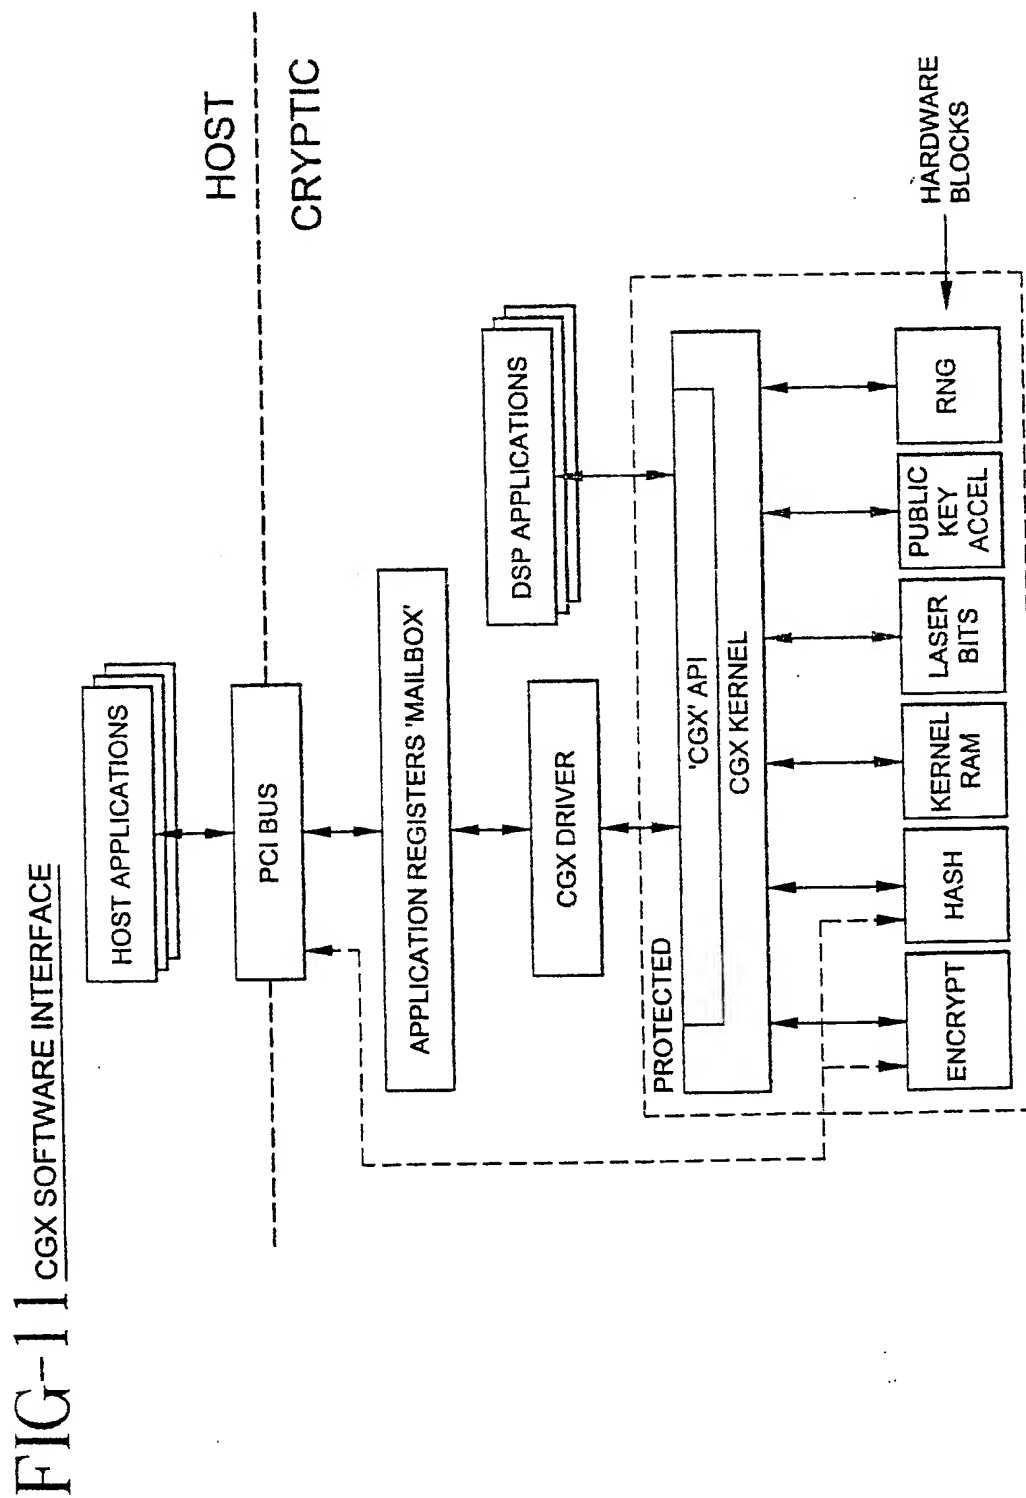 FIG-11 CGX SOFTWARE INTERFACE
HOST APPLICATIONS
HOST
PCI BUS
CRYPTIC
APPLICATION REGISTERS 'MAILBOX'
DSP APPLICATIONS
CGX DRIVER
PROTECTED
'CGX' API
CGX KERNEL
ENCRYPT
HASH
KERNEL
RAM
LASER
BITS
PUBLIC
KEY
ACCEL
RNG
HARDWARE
BLOCKS